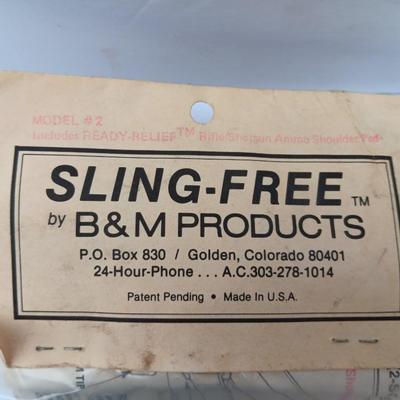 MODEL #2
Includes READY-RELIEF™ Rifle/Shotgun Ammo Shoulder Pad
SLING-FREE™
by B&M PRODUCTS
P.O. Box 830 / Golden, Colorado 80401
24-Hour-Phone . . . A.C.303-278-1014
Patent Pending • Made In U.S.A.